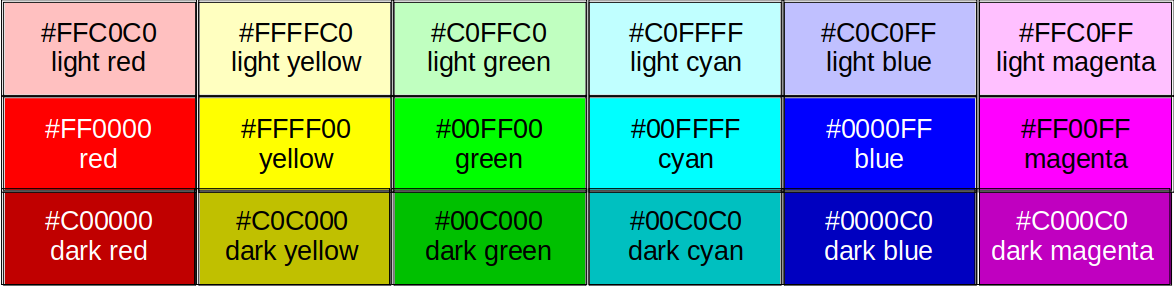 #FFC0C0
light red
#FFFFC0
light yellow
#C0FFC0
light green
#C0FFFF
light cyan
#C0C0FF
light blue
#FFC0FF
light magenta
#FF0000
red
#FFFF00
yellow
#00FF00
green
#00FFFF
cyan
#0000FF
blue
#FF00FF
magenta
#C00000
dark red
#C0C000
dark yellow
#00C000
dark green
#00C0C0
dark cyan
#0000C0
dark blue
#C000C0
dark magenta